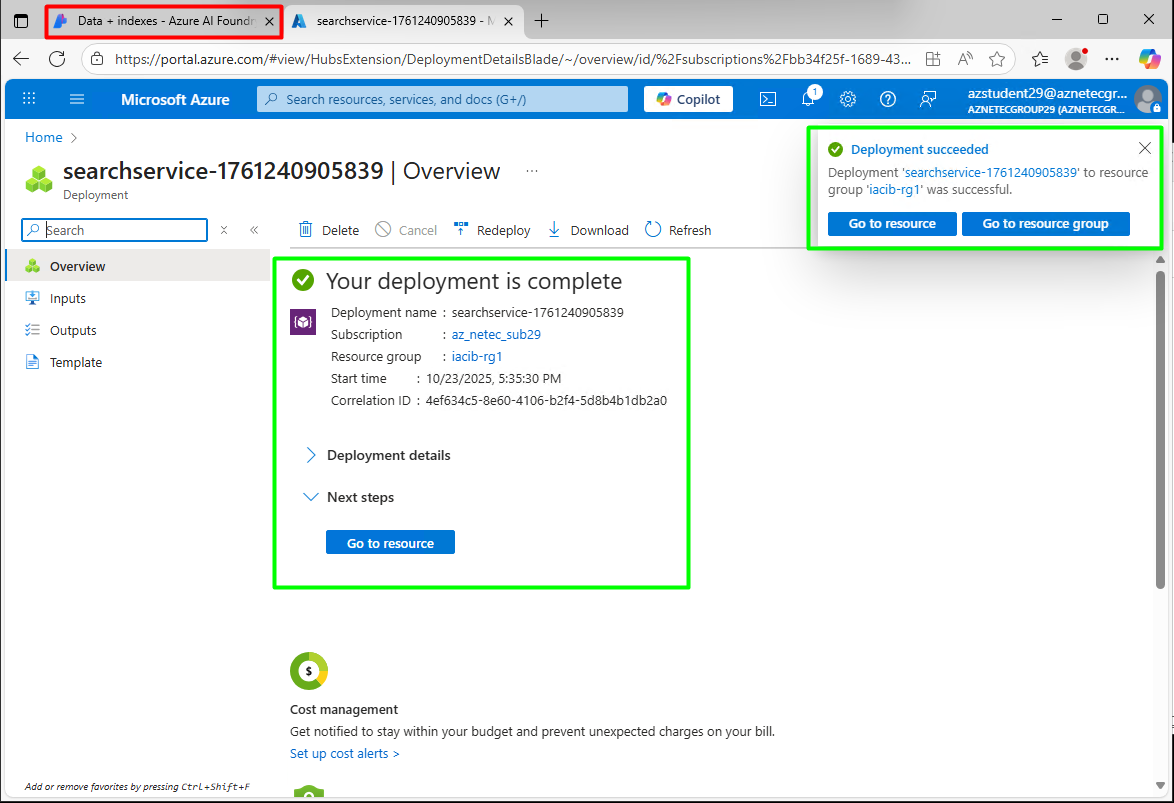 Data + indexes - Azure AI Foundr
searchservice-1761240905839 - M
https://portal.azure.com/#view/HubsExtension/DeploymentDetailsBlade/~/overview/id/%2Fsubscriptions%2Fbb34f25f-1689-43...
Microsoft Azure
Search resources, services, and docs (G+/)
Copilot
1
azstudent29@aznetecgr...
AZNETECGROUP29 (AZNETECGR...
Home
searchservice-1761240905839 | Overview ...
Deployment
Deployment succeeded
Deployment 'searchservice-1761240905839' to resource
group 'iacib-rg1' was successful.
Go to resource
Go to resource group
Search
Delete
Cancel
Redeploy
Download
Refresh
Overview
Inputs
Outputs
Template
Your deployment is complete
Deployment name : searchservice-1761240905839
Subscription : az_netec_sub29
Resource group : iacib-rg1
Start time : 10/23/2025, 5:35:30 PM
Correlation ID : 4ef634c5-8e60-4106-b2f4-5d8b4b1db2a0
Deployment details
Next steps
Go to resource
$
Cost management
Get notified to stay within your budget and prevent unexpected charges on your bill.
Set up cost alerts >
Add or remove favorites by pressing Ctrl+Shift+F